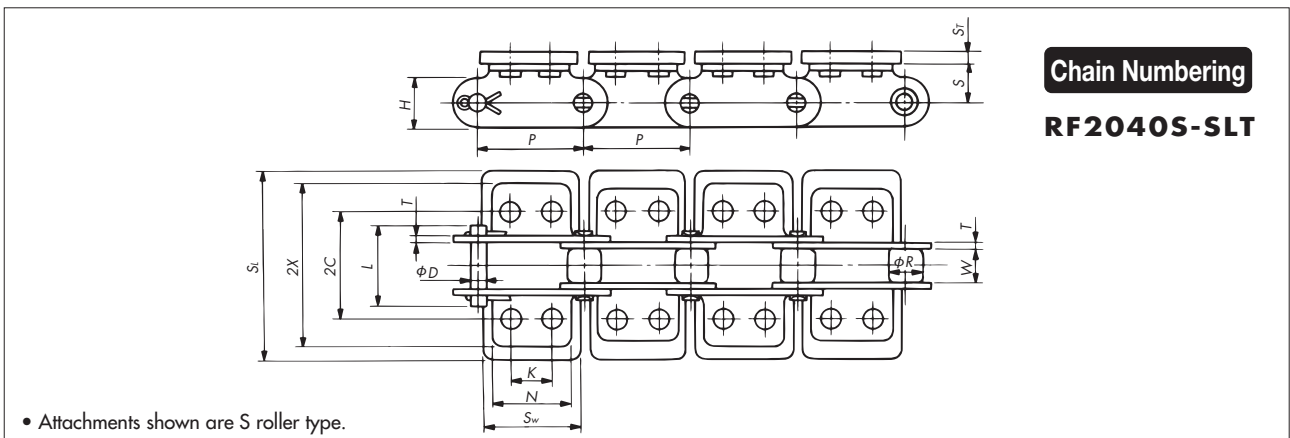 Chain Numbering
RF2040S-SLT
ST
S
H
P
P
SL
2X
2C
T
L
φD
T
φR
W
K
N
Sw
• Attachments shown are S roller type.